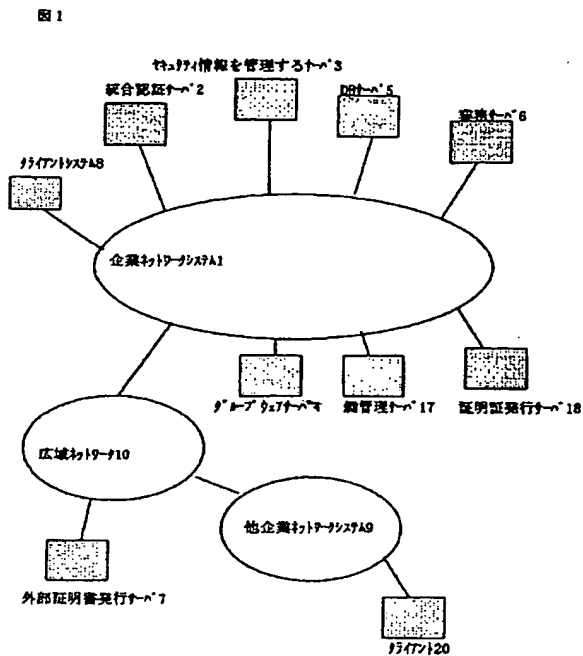 図1
ｾｷｭﾘﾃｨ情報を管理するｻｰﾊﾞ3
統合認証ｻｰﾊﾞ2
DBｻｰﾊﾞ5
業務ｻｰﾊﾞ6
ｸﾗｲｱﾝﾄｼｽﾃﾑ8
企業ﾈｯﾄﾜｰｸｼｽﾃﾑ1
ｸﾞﾙｰﾌﾟｳｪｱｻｰﾊﾞ4
鍵管理ｻｰﾊﾞ17
証明証発行ｻｰﾊﾞ18
広域ﾈｯﾄﾜｰｸ10
他企業ﾈｯﾄﾜｰｸｼｽﾃﾑ9
外部証明書発行ｻｰﾊﾞ7
ｸﾗｲｱﾝﾄ20